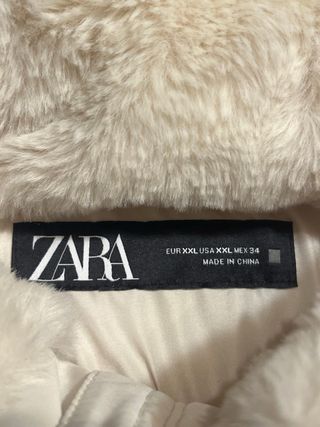 ZARA
EUR XXL USA XXL MEX 34
MADE IN CHINA